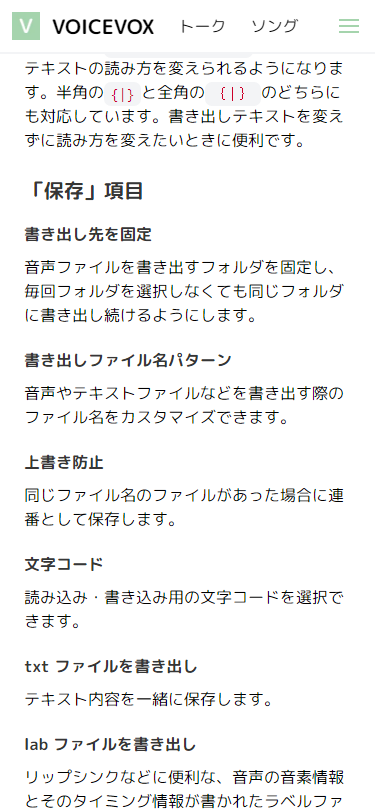 V VOICEVOX トーク ソング
テキストの読み方を変えられるようになりま
す。半角の {|} と全角の ｛｜｝ のどちらに
も対応しています。書き出しテキストを変え
ずに読み方を変えたいときに便利です。
「保存」項目
書き出し先を固定
音声ファイルを書き出すフォルダを固定し、
毎回フォルダを選択しなくても同じフォルダ
に書き出し続けるようにします。
書き出しファイル名パターン
音声やテキストファイルなどを書き出す際の
ファイル名をカスタマイズできます。
上書き防止
同じファイル名のファイルがあった場合に連
番として保存します。
文字コード
読み込み・書き込み用の文字コードを選択で
きます。
txt ファイルを書き出し
テキスト内容を一緒に保存します。
lab ファイルを書き出し
リップシンクなどに便利な、音声の音素情報
とそのタイミング情報が書かれたラベルファ